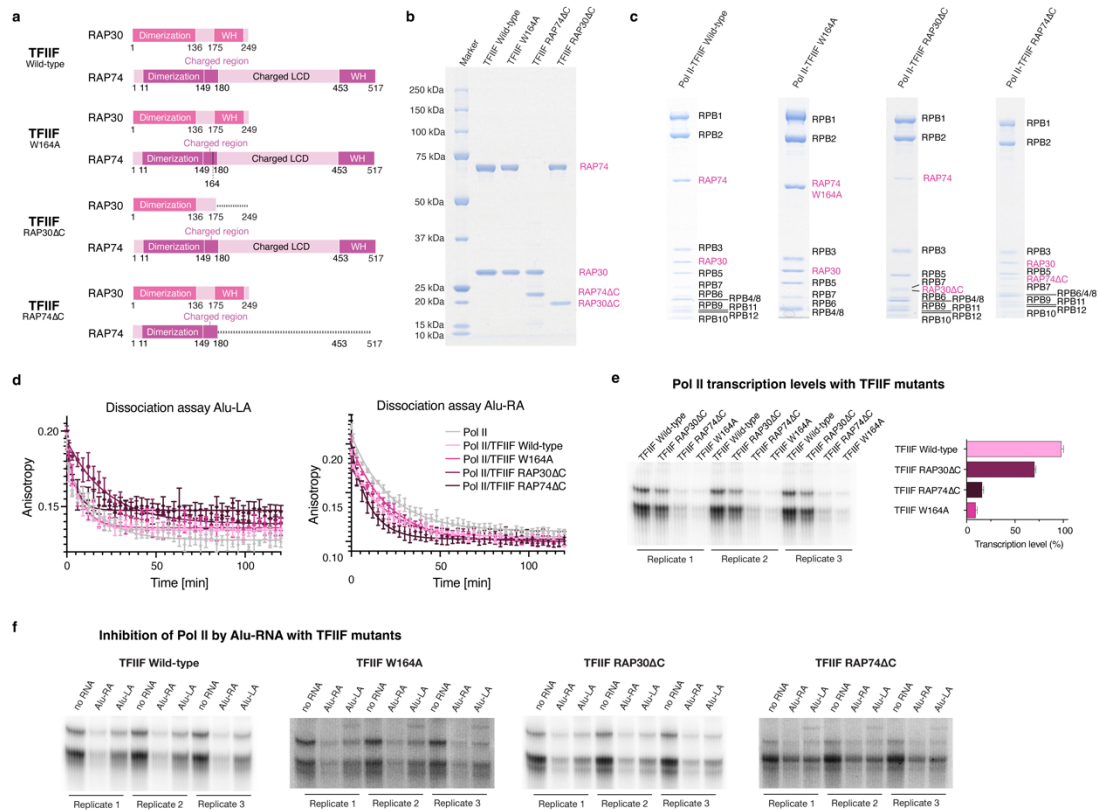 a
RAP30
Dimerization
WH
1
136
175
249
TFIIF
Wild-type
Charged region
RAP74
Dimerization
Charged LCD
WH
1 11
149
180
453
517
RAP30
Dimerization
WH
1
136
175
249
TFIIF
W164A
Charged region
RAP74
Dimerization
Charged LCD
WH
1 11
149
180
453
517
164
RAP30
Dimerization
1
136
175
249
TFIIF
RAP30ΔC
Charged region
RAP74
Dimerization
Charged LCD
WH
1 11
149
180
453
517
RAP30
Dimerization
WH
1
136
175
249
TFIIF
RAP74ΔC
Charged region
RAP74
Dimerization
1 11
149
180
453
517
b
Marker
TFIIF Wild-type
TFIIF W164A
TFIIF RAP74ΔC
TFIIF RAP30ΔC
250 kDa
150 kDa
100 kDa
75 kDa
50 kDa
37 kDa
25 kDa
20 kDa
15 kDa
10 kDa
RAP74
RAP30
RAP74ΔC
RAP30ΔC
c
Pol II-TFIIF Wild-type
RPB1
RPB2
RAP74
RPB3
RAP30
RPB5
RPB7
RPB6
RPB4/8
RPB9
RPB11
RPB10
RPB12
Pol II-TFIIF W164A
RPB1
RPB2
RAP74
W164A
RPB3
RAP30
RPB5
RPB7
RPB6
RPB4/8
Pol II-TFIIF RAP30ΔC
RPB1
RPB2
RAP74
RPB3
RPB5
RPB7
RAP30ΔC
RPB6
RPB4/8
RPB9
RPB11
RPB10
RPB12
Pol II-TFIIF RAP74ΔC
RPB1
RPB2
RPB3
RAP30
RPB5
RAP74ΔC
RPB7
RPB6/4/8
RPB9
RPB11
RPB10
RPB12
d
Dissociation assay Alu-LA
Anisotropy
0.20
0.15
0
50
100
Time [min]
Dissociation assay Alu-RA
Pol II
Pol II/TFIIF Wild-type
Pol II/TFIIF W164A
Pol II/TFIIF RAP30ΔC
Pol II/TFIIF RAP74ΔC
Anisotropy
0.20
0.15
0.10
0
50
100
Time [min]
e
Pol II transcription levels with TFIIF mutants
TFIIF Wild-type
TFIIF RAP30ΔC
TFIIF RAP74ΔC
TFIIF W164A
TFIIF Wild-type
TFIIF RAP30ΔC
TFIIF RAP74ΔC
TFIIF W164A
TFIIF Wild-type
TFIIF RAP30ΔC
TFIIF RAP74ΔC
TFIIF W164A
Replicate 1
Replicate 2
Replicate 3
TFIIF Wild-type
TFIIF RAP30ΔC
TFIIF RAP74ΔC
TFIIF W164A
0
50
100
Transcription level (%)
f
Inhibition of Pol II by Alu-RNA with TFIIF mutants
TFIIF Wild-type
no RNA
Alu-RA
Alu-LA
no RNA
Alu-RA
Alu-LA
no RNA
Alu-RA
Alu-LA
Replicate 1
Replicate 2
Replicate 3
TFIIF W164A
no RNA
Alu-RA
Alu-LA
no RNA
Alu-RA
Alu-LA
no RNA
Alu-RA
Alu-LA
Replicate 1
Replicate 2
Replicate 3
TFIIF RAP30ΔC
no RNA
Alu-RA
Alu-LA
no RNA
Alu-RA
Alu-LA
no RNA
Alu-RA
Alu-LA
Replicate 1
Replicate 2
Replicate 3
TFIIF RAP74ΔC
no RNA
Alu-RA
Alu-LA
no RNA
Alu-RA
Alu-LA
no RNA
Alu-RA
Alu-LA
Replicate 1
Replicate 2
Replicate 3